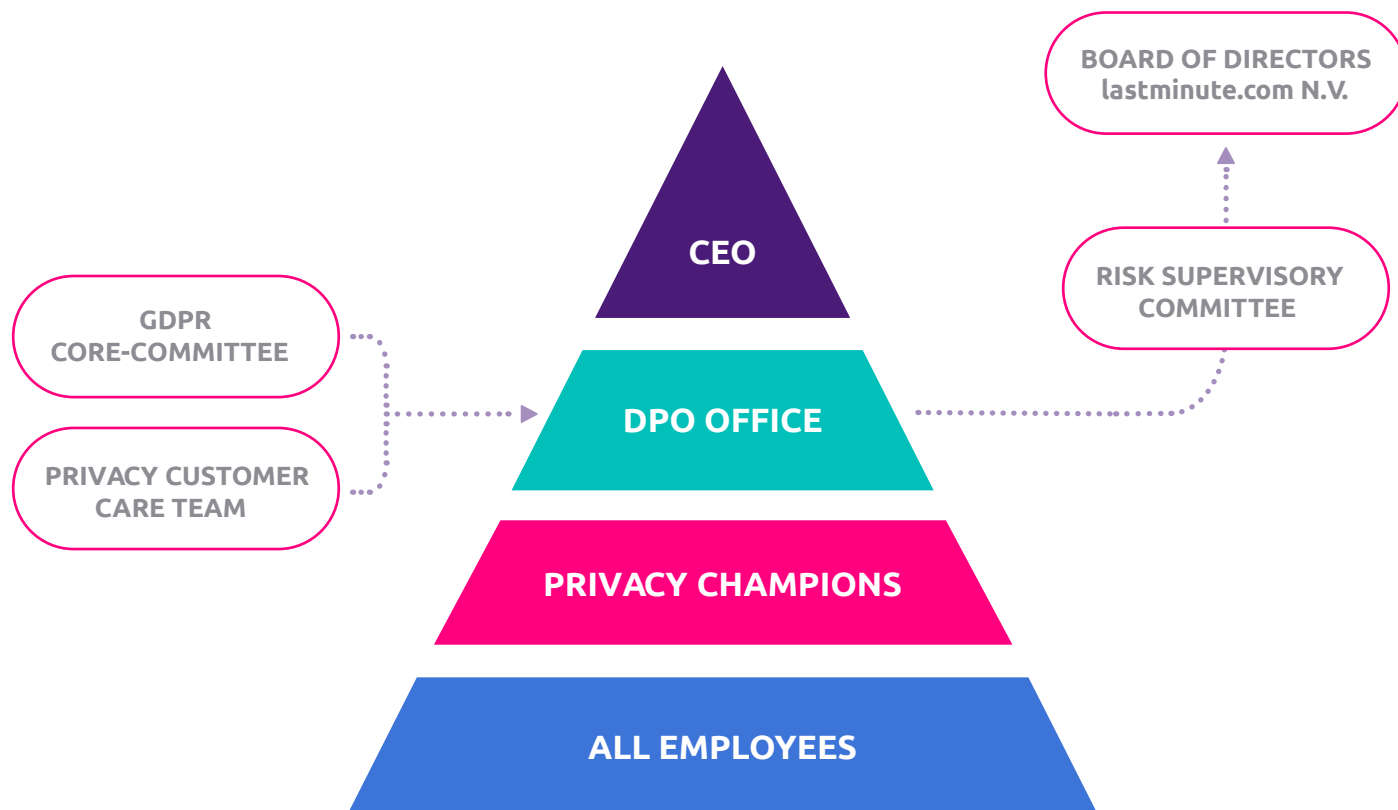 BOARD OF DIRECTORS
lastminute.com N.V.
CEO
RISK SUPERVISORY
COMMITTEE
GDPR
CORE-COMMITTEE
DPO OFFICE
PRIVACY CUSTOMER
CARE TEAM
PRIVACY CHAMPIONS
ALL EMPLOYEES